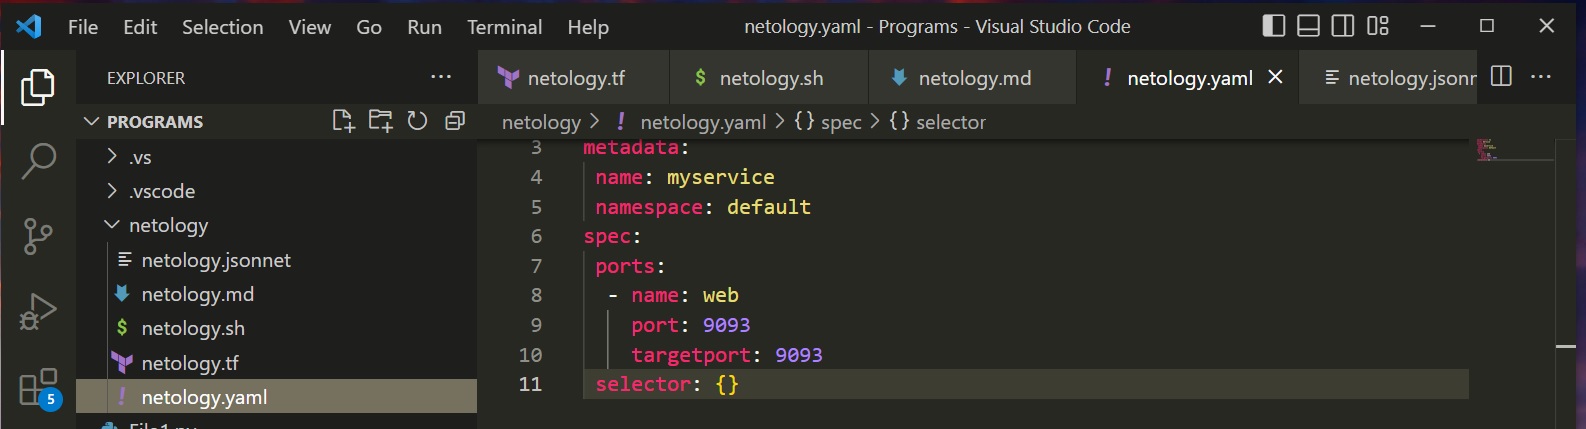 File Edit Selection View Go Run Terminal Help netology.yaml - Programs - Visual Studio Code
EXPLORER
netology.tf $ netology.sh netology.md ! netology.yaml netology.jsonn
PROGRAMS
netology > ! netology.yaml > {} spec > {} selector
.vs
.vscode
netology
netology.jsonnet
netology.md
$ netology.sh
netology.tf
! netology.yaml
5
3 metadata:
4 name: myservice
5 namespace: default
6 spec:
7 ports:
8 - name: web
9 port: 9093
10 targetport: 9093
11 selector: {}